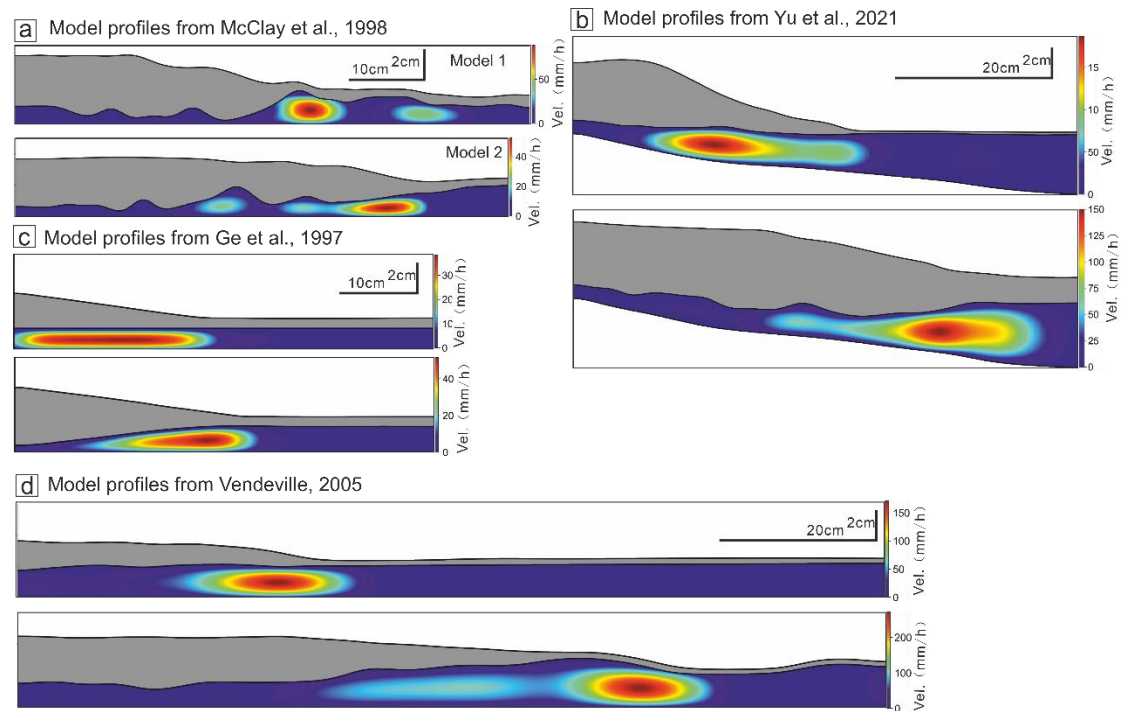 a Model profiles from McClay et al., 1998
Model 1
10cm 2cm
50
0
Vel. (mm/h)
Model 2
40
20
0
Vel. (mm/h)
b Model profiles from Yu et al., 2021
20cm 2cm
15
10
50
0
Vel. (mm/h)
150
125
100
75
50
25
0
Vel. (mm/h)
c Model profiles from Ge et al., 1997
10cm 2cm
30
20
10
0
Vel. (mm/h)
40
20
0
Vel. (mm/h)
d Model profiles from Vendeville, 2005
20cm 2cm
150
100
50
0
Vel. (mm/h)
200
100
0
Vel. (mm/h)